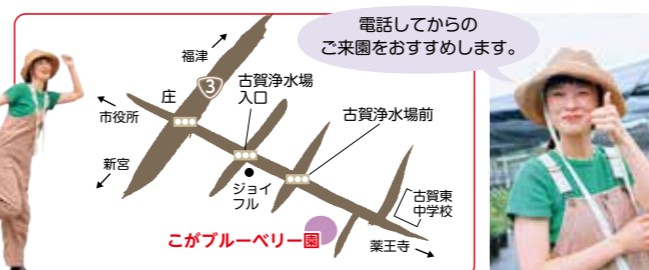 電話してからの
ご来園をおすすめします。
福津
3
庄
古賀浄水場
入口
市役所
古賀浄水場前
新宮
ジョイ
フル
古賀東
中学校
こがブルーベリー園
薬王寺